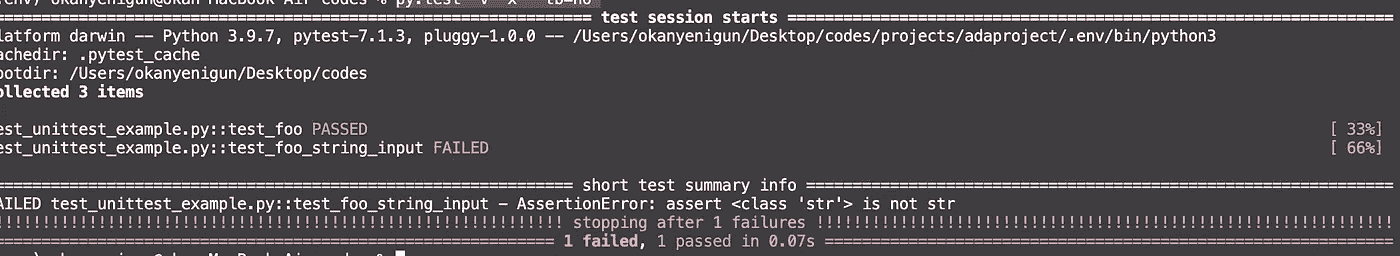 .env) okanyenigun@okan MacBook Air codes % py.test -v -x --tb=no
============ test session starts ============
latform darwin -- Python 3.9.7, pytest-7.1.3, pluggy-1.0.0 -- /Users/okanyenigun/Desktop/codes/projects/adaproject/.env/bin/python3
achedir: .pytest_cache
ootdir: /Users/okanyenigun/Desktop/codes
ollected 3 items
est_unittest_example.py::test_foo PASSED [ 33%]
est_unittest_example.py::test_foo_string_input FAILED [ 66%]
============ short test summary info ============
AILED test_unittest_example.py::test_foo_string_input - AssertionError: assert <class 'str'> is not str
!!!!!!!!!!!! stopping after 1 failures !!!!!!!!!!!!
============ 1 failed, 1 passed in 0.07s ============